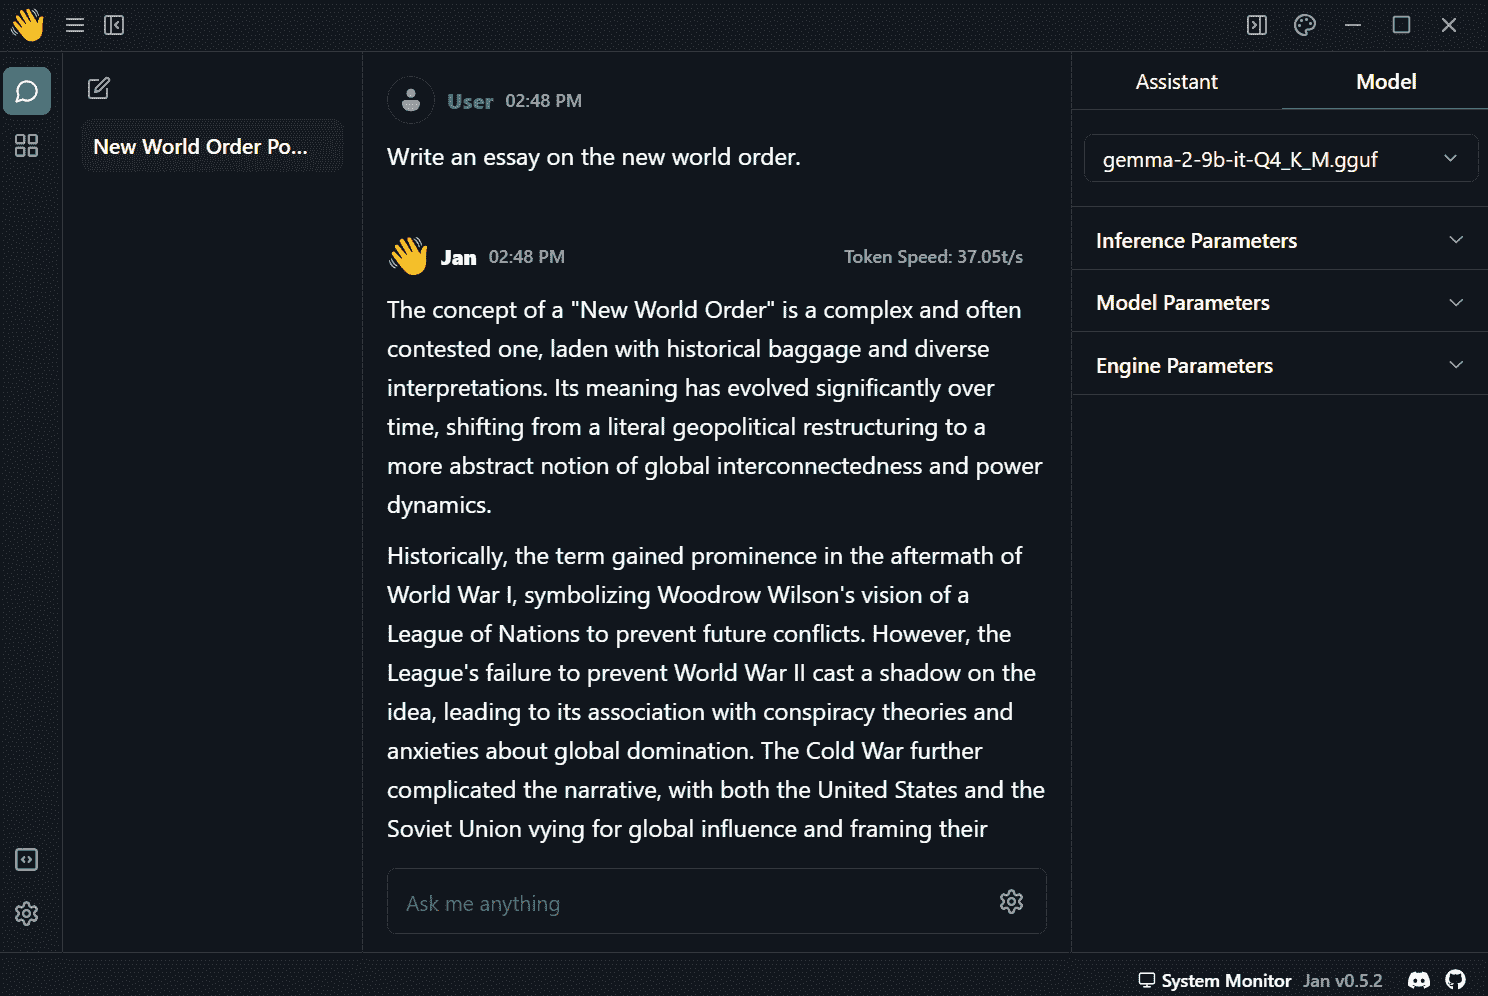 Assistant
Model
New World Order Po...
User 02:48 PM
Write an essay on the new world order.
Jan 02:48 PM
Token Speed: 37.05t/s
The concept of a "New World Order" is a complex and often
contested one, laden with historical baggage and diverse
interpretations. Its meaning has evolved significantly over
time, shifting from a literal geopolitical restructuring to a
more abstract notion of global interconnectedness and power
dynamics.
Historically, the term gained prominence in the aftermath of
World War I, symbolizing Woodrow Wilson's vision of a
League of Nations to prevent future conflicts. However, the
League's failure to prevent World War II cast a shadow on the
idea, leading to its association with conspiracy theories and
anxieties about global domination. The Cold War further
complicated the narrative, with both the United States and the
Soviet Union vying for global influence and framing their
Ask me anything
gemma-2-9b-it-Q4_K_M.gguf
Inference Parameters
Model Parameters
Engine Parameters
System Monitor
Jan v0.5.2